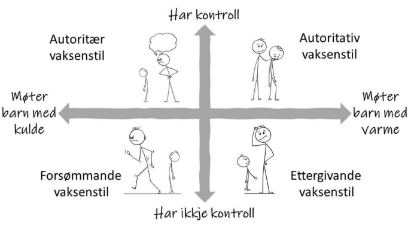 Har kontroll
Autoritær
vaksenstil
Autoritativ
vaksenstil
Møter
barn med
kulde
Møter
barn med
varme
Forsømmande
vaksenstil
Ettergivande
vaksenstil
Har ikkje kontroll